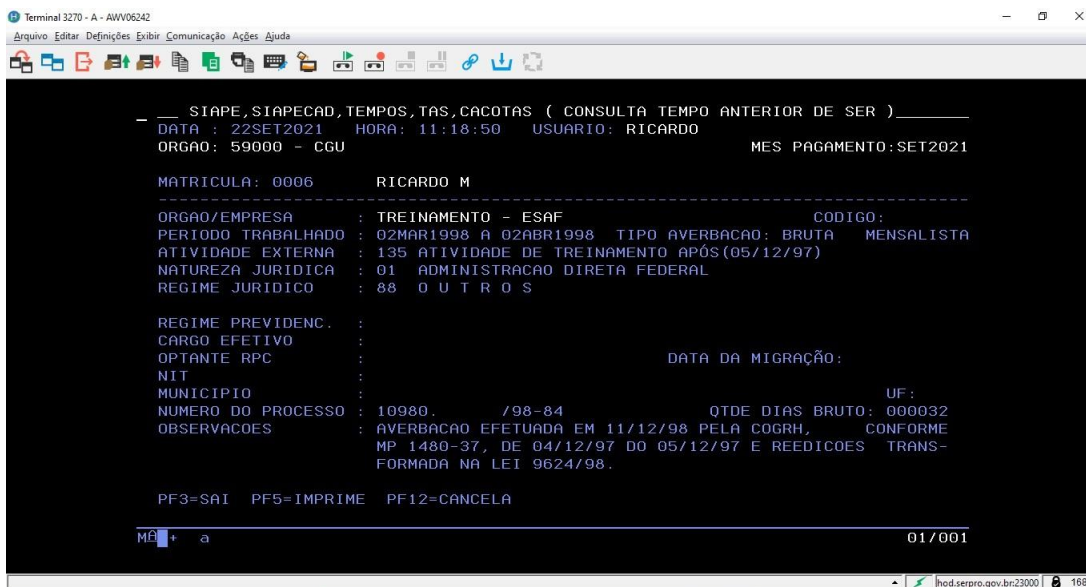 Terminal 3270 - A - AWV06242
Arquivo Editar Definições Exibir Comunicação Ações Ajuda
__ SIAPE,SIAPECAD,TEMPOS,TAS,CACOTAS ( CONSULTA TEMPO ANTERIOR DE SER )________
DATA : 22SET2021 HORA: 11:18:50 USUARIO: RICARDO
ORGAO: 59000 - CGU MES PAGAMENTO:SET2021
MATRICULA: 0006 RICARDO M
--------------------------------------------------------------------------------
ORGAO/EMPRESA : TREINAMENTO - ESAF CODIGO:
PERIODO TRABALHADO : 02MAR1998 A 02ABR1998 TIPO AVERBACAO: BRUTA MENSALISTA
ATIVIDADE EXTERNA : 135 ATIVIDADE DE TREINAMENTO APÓS(05/12/97)
NATUREZA JURIDICA : 01 ADMINISTRACAO DIRETA FEDERAL
REGIME JURIDICO : 88 O U T R O S
REGIME PREVIDENC. :
CARGO EFETIVO :
OPTANTE RPC : DATA DA MIGRAÇÃO:
NIT :
MUNICIPIO : UF:
NUMERO DO PROCESSO : 10980. /98-84 QTDE DIAS BRUTO: 000032
OBSERVACOES : AVERBACAO EFETUADA EM 11/12/98 PELA COGRH, CONFORME
MP 1480-37, DE 04/12/97 DO 05/12/97 E REEDICOES TRANS-
FORMADA NA LEI 9624/98.
PF3=SAI PF5=IMPRIME PF12=CANCELA
MA + a 01/001
hod.serpro.gov.br:23000 168